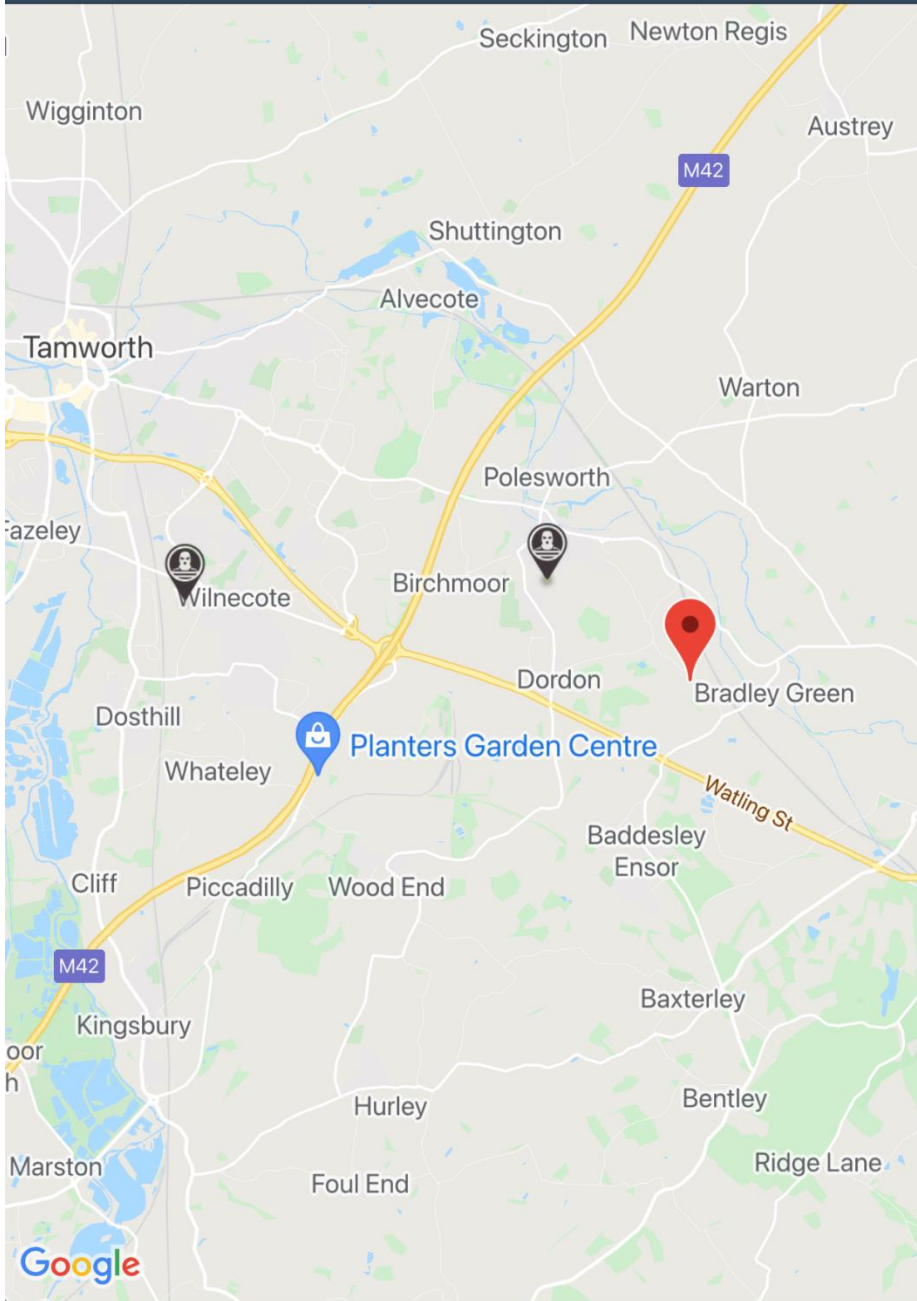 Seckington
Newton Regis
Wigginton
Austrey
M42
Shuttington
Alvecote
Tamworth
Warton
Polesworth
Fazeley
Birchmoor
Wilnecote
Dordon
Bradley Green
Dosthill
Planters Garden Centre
Whateley
Watling St
Baddesley
Ensor
Cliff
Piccadilly
Wood End
M42
Baxterley
Kingsbury
oor
h
Bentley
Hurley
Marston
Ridge Lane
Foul End
Google